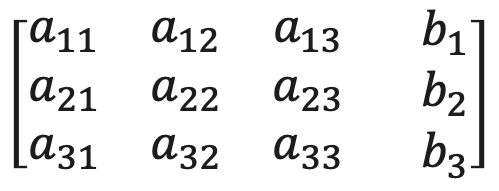 a₁₁ a₁₂ a₁₃ b₁
a₂₁ a₂₂ a₂₃ b₂
a₃₁ a₃₂ a₃₃ b₃